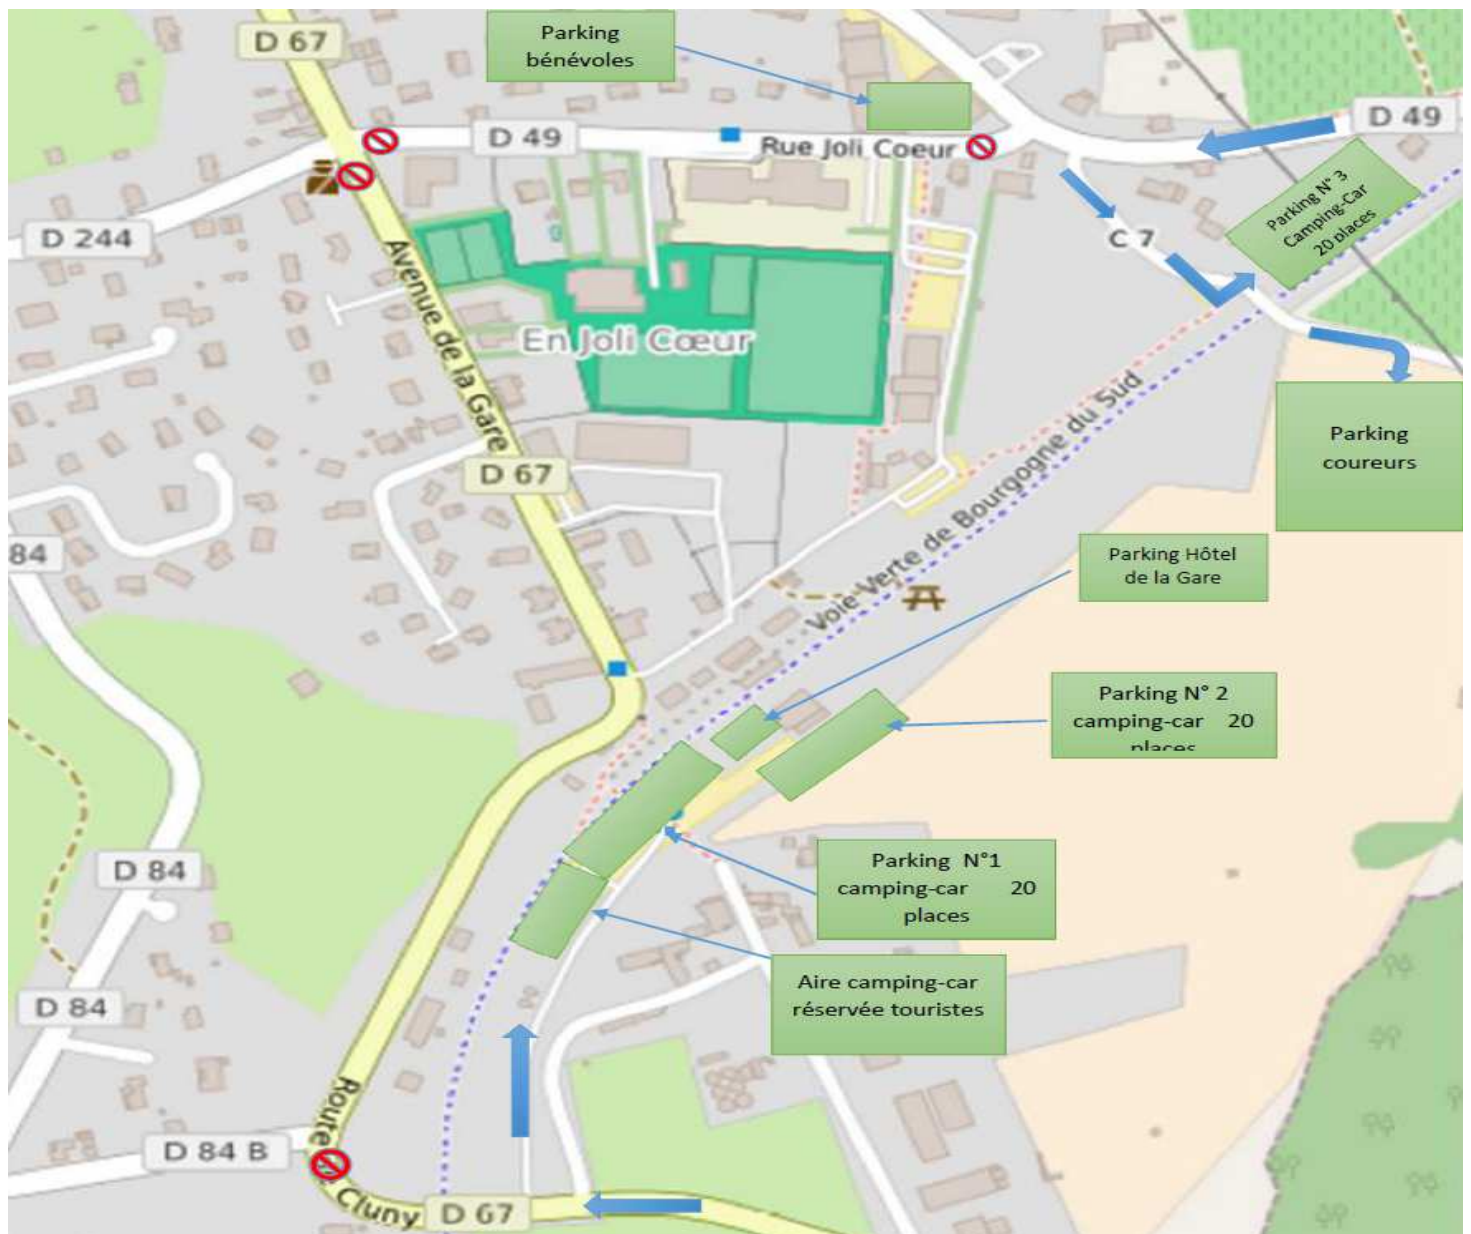 D 67
Parking
bénévoles
D 49
Rue Joli Coeur
D 49
Parking N° 3
Camping-Car
20 places
D 244
C 7
Avenue de la Gare
En Joli Cœur
Parking
coureurs
D 67
Voie Verte de Bourgogne du Sud
84
Parking Hôtel
de la Gare
Parking N° 2
camping-car 20
places
Parking N°1
camping-car 20
places
D 84
Aire camping-car
réservée touristes
D 84
Route
Cluny
D 84 B
D 67